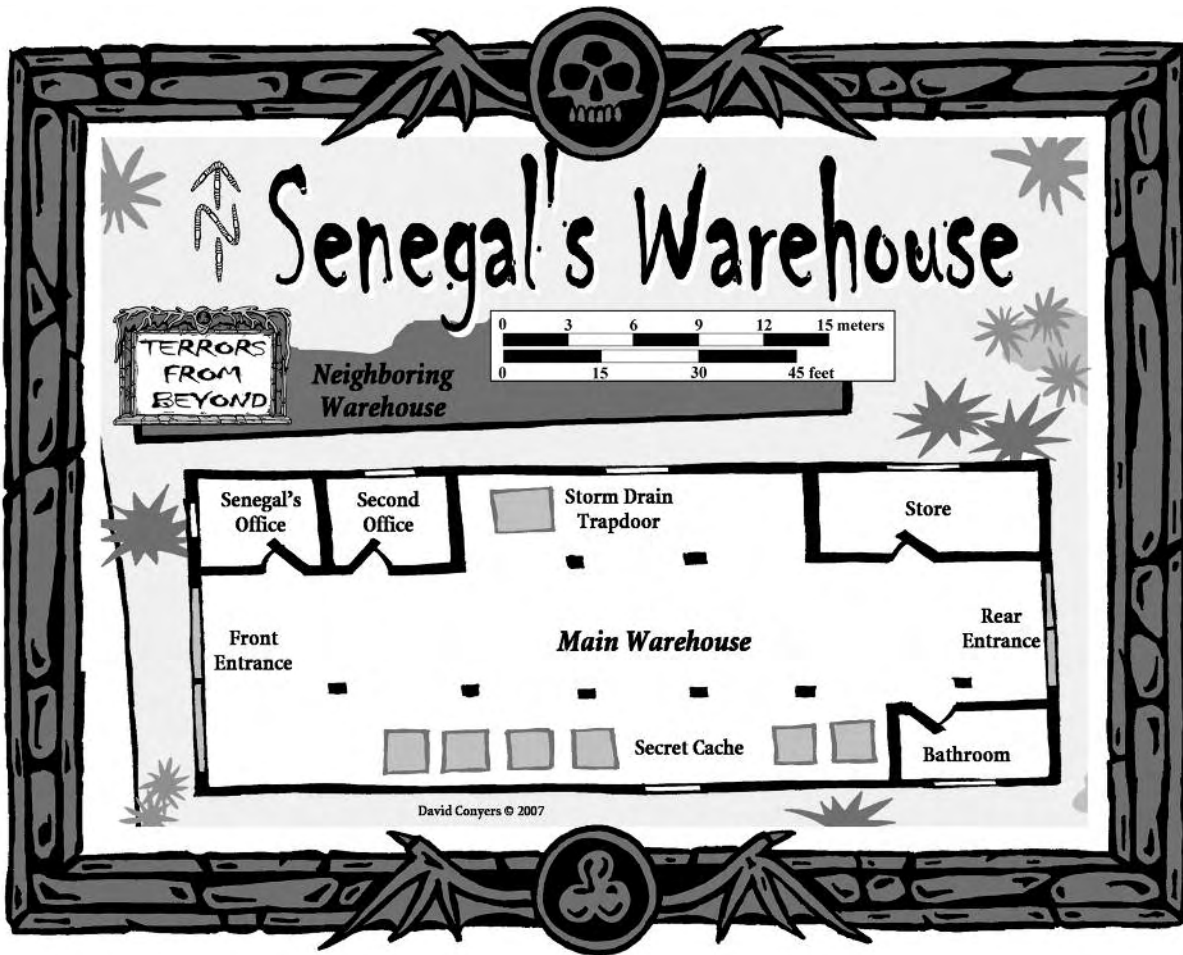 N
Senegal's Warehouse
TERRORS
FROM
BEYOND
0 3 6 9 12 15 meters
0 15 30 45 feet
Neighboring
Warehouse
Senegal's
Office
Second
Office
Storm Drain
Trapdoor
Store
Front
Entrance
Main Warehouse
Rear
Entrance
Secret Cache
Bathroom
David Conyers © 2007